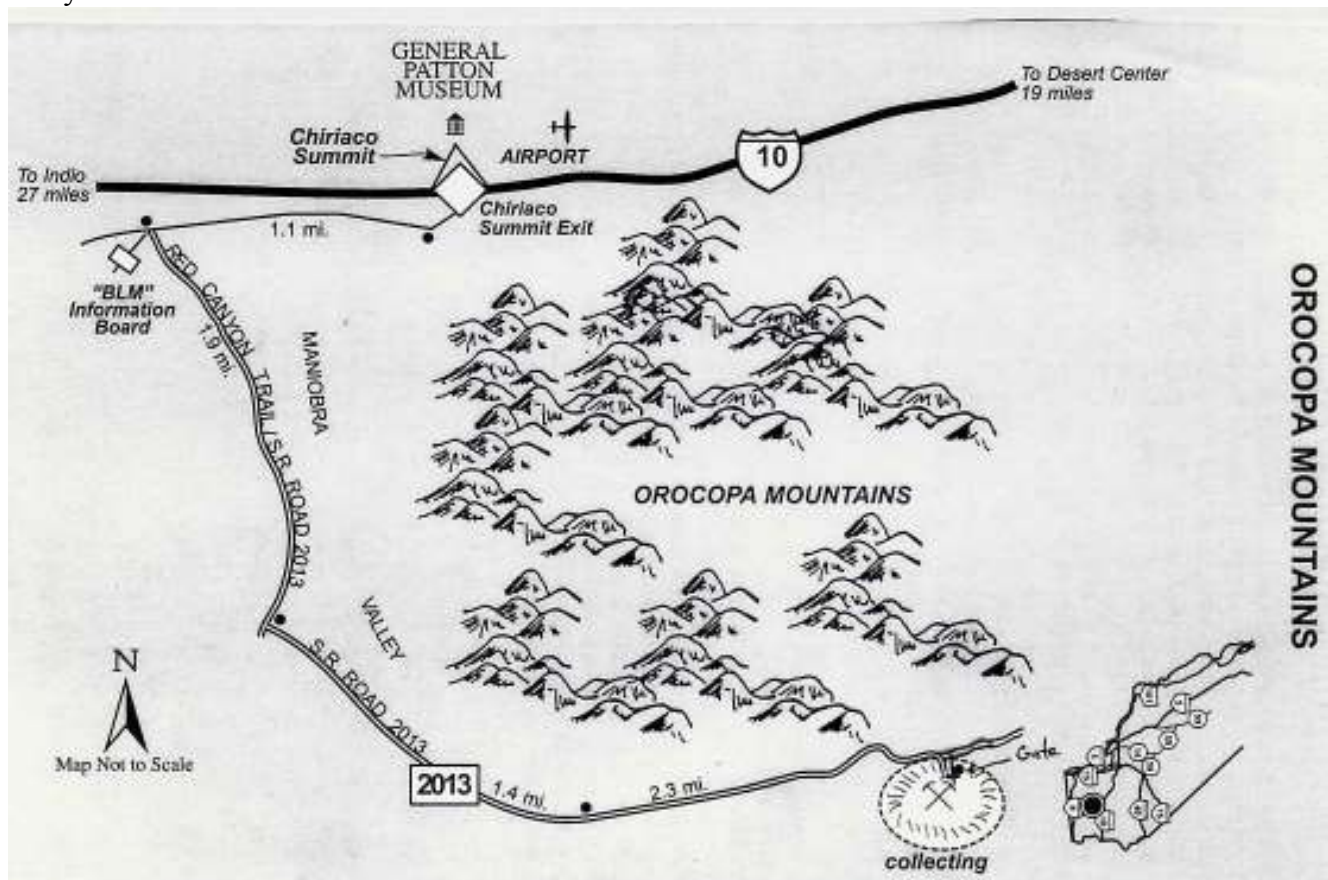 GENERAL
PATTON
MUSEUM
To Desert Center
19 miles
Chiriaco
Summit
AIRPORT
10
To Indio
27 miles
Chiriaco
Summit Exit
1.1 mi.
"BLM"
Information
Board
RED CANYON TRAIL / S.R. ROAD 2013
1.9 mi.
MANIOBRA
VALLEY
OROCOPA MOUNTAINS
OROCOPA MOUNTAINS
S.R. ROAD 2013
N
Map Not to Scale
2013
1.4 mi.
2.3 mi.
Gate
collecting